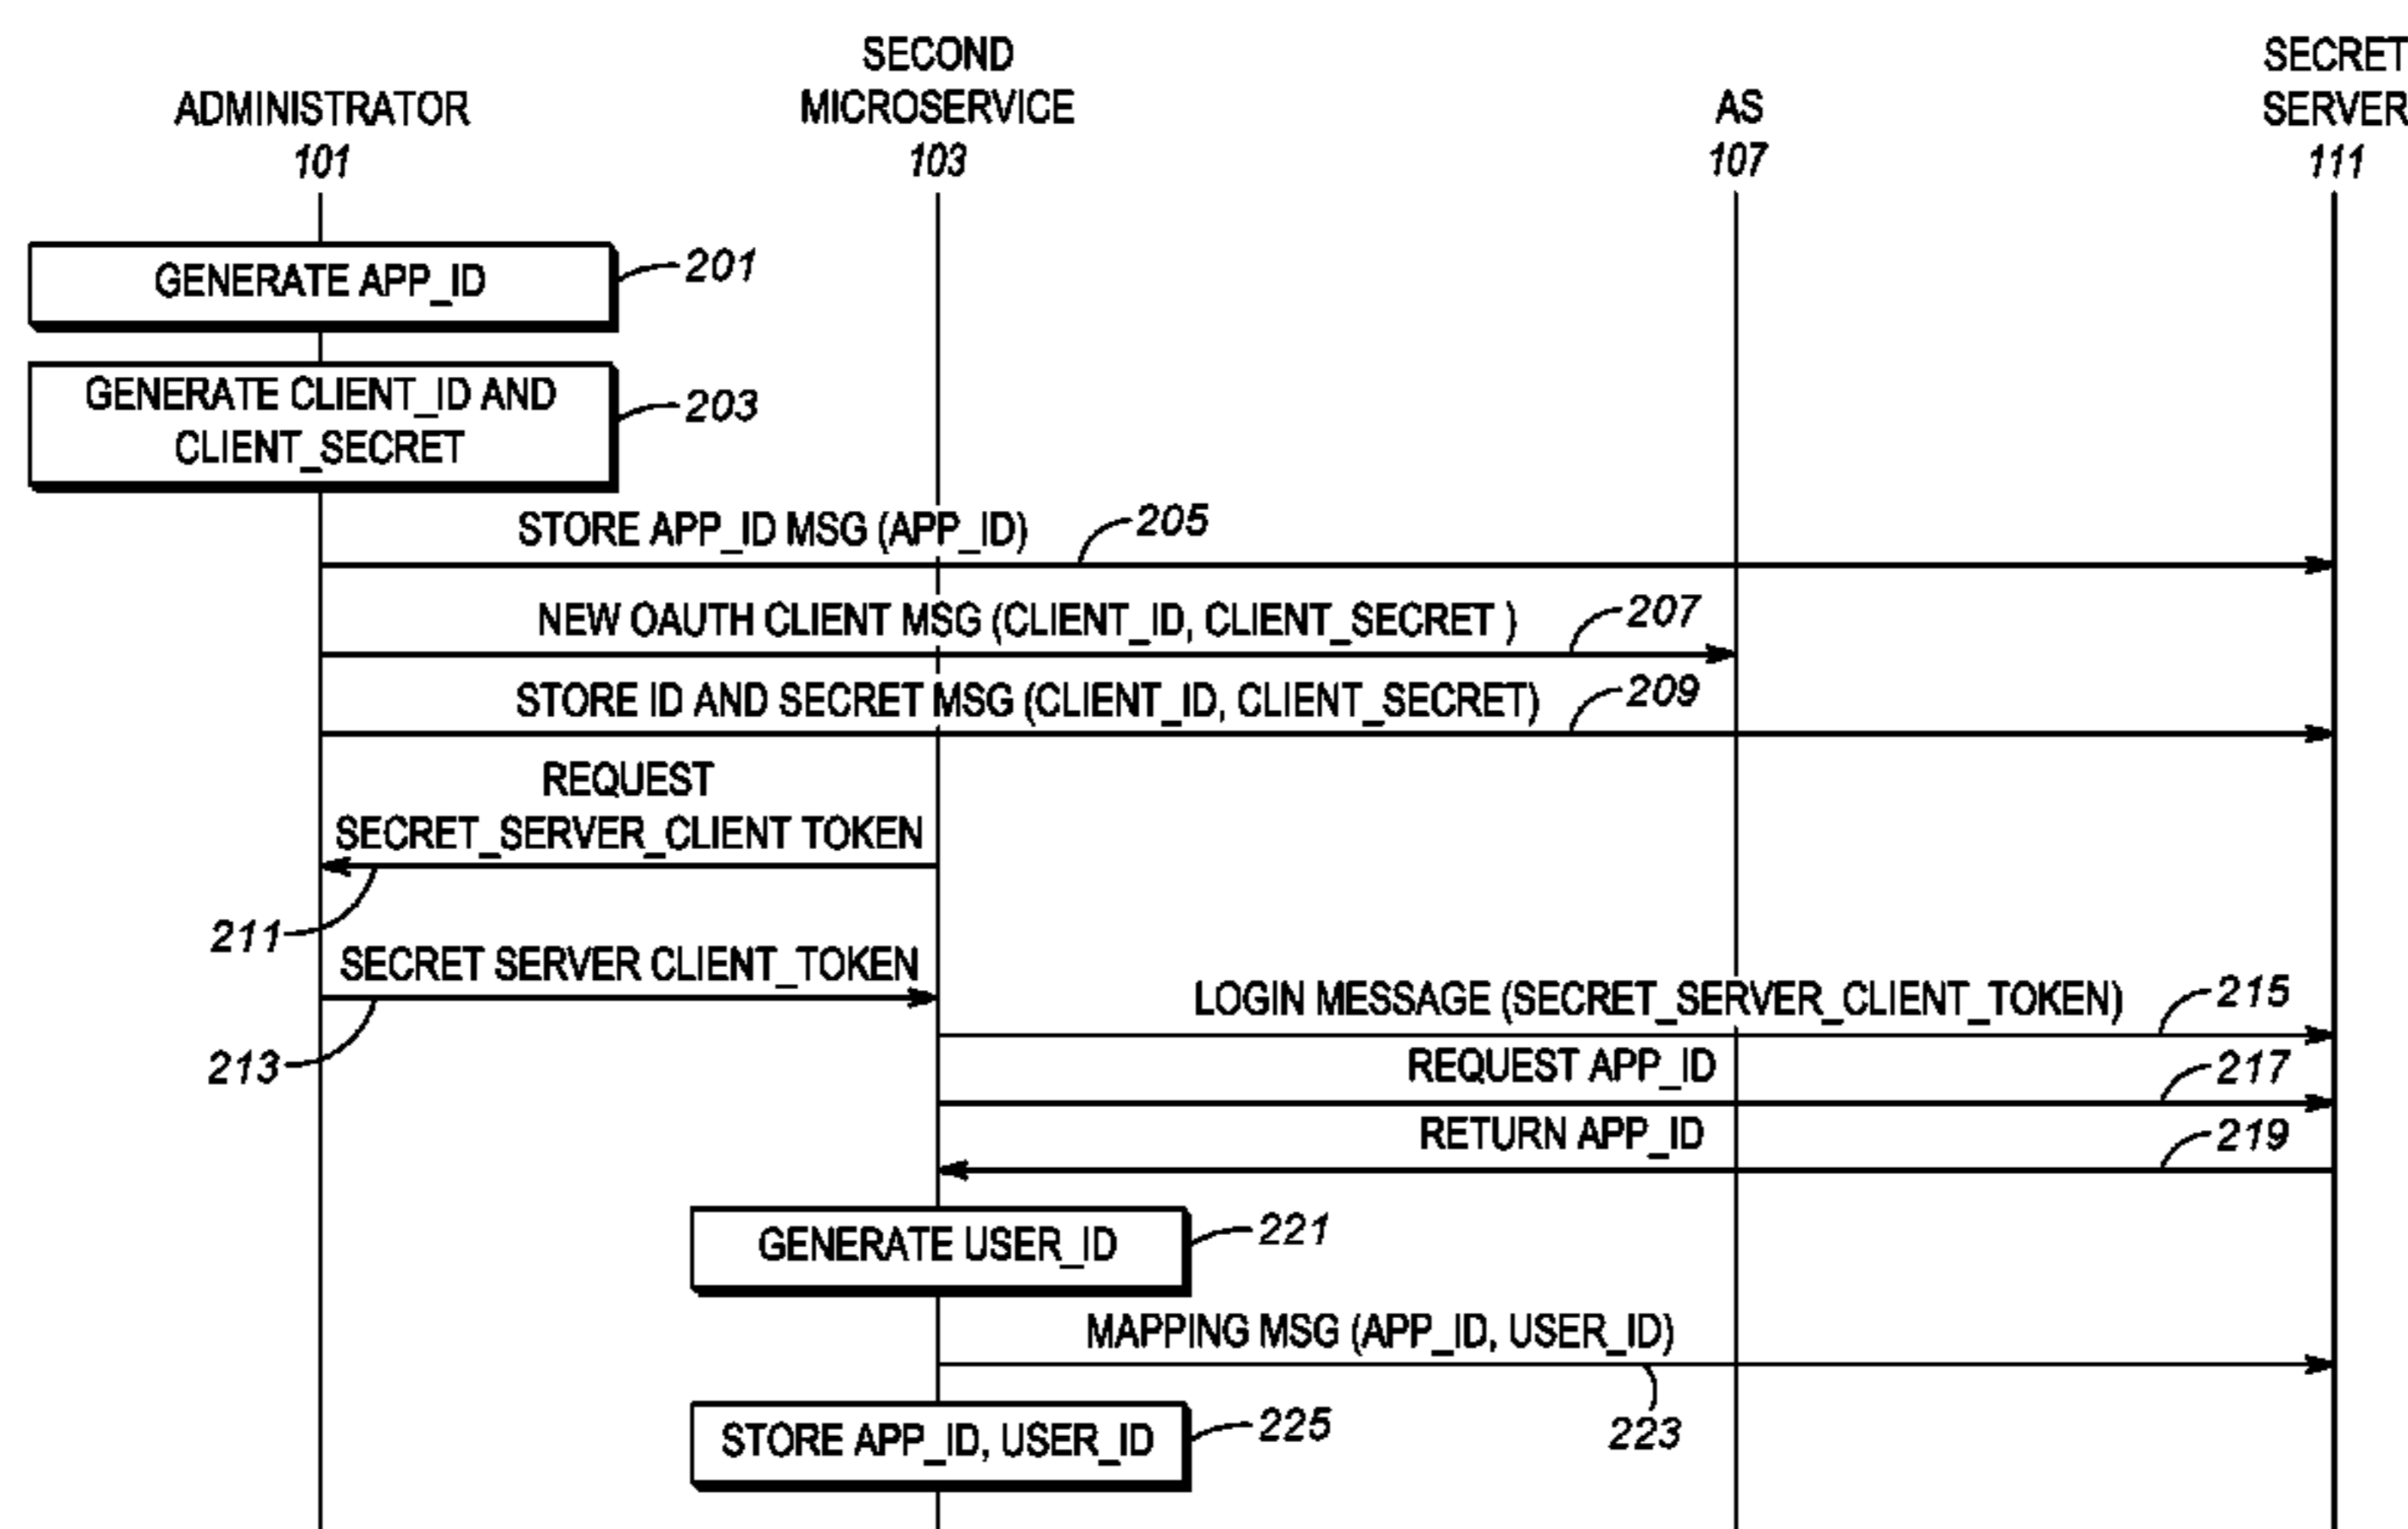 SECOND
MICROSERVICE
103
ADMINISTRATOR
101
AS
107
SECRET
SERVER
111
GENERATE APP_ID
201
GENERATE CLIENT_ID AND
CLIENT_SECRET
203
STORE APP_ID MSG (APP_ID)
205
NEW OAUTH CLIENT MSG (CLIENT_ID, CLIENT_SECRET )
207
STORE ID AND SECRET MSG (CLIENT_ID, CLIENT_SECRET)
209
REQUEST
SECRET_SERVER_CLIENT TOKEN
211
SECRET SERVER CLIENT_TOKEN
213
LOGIN MESSAGE (SECRET_SERVER_CLIENT_TOKEN)
215
REQUEST APP_ID
217
RETURN APP_ID
219
GENERATE USER_ID
221
MAPPING MSG (APP_ID, USER_ID)
223
STORE APP_ID, USER_ID
225